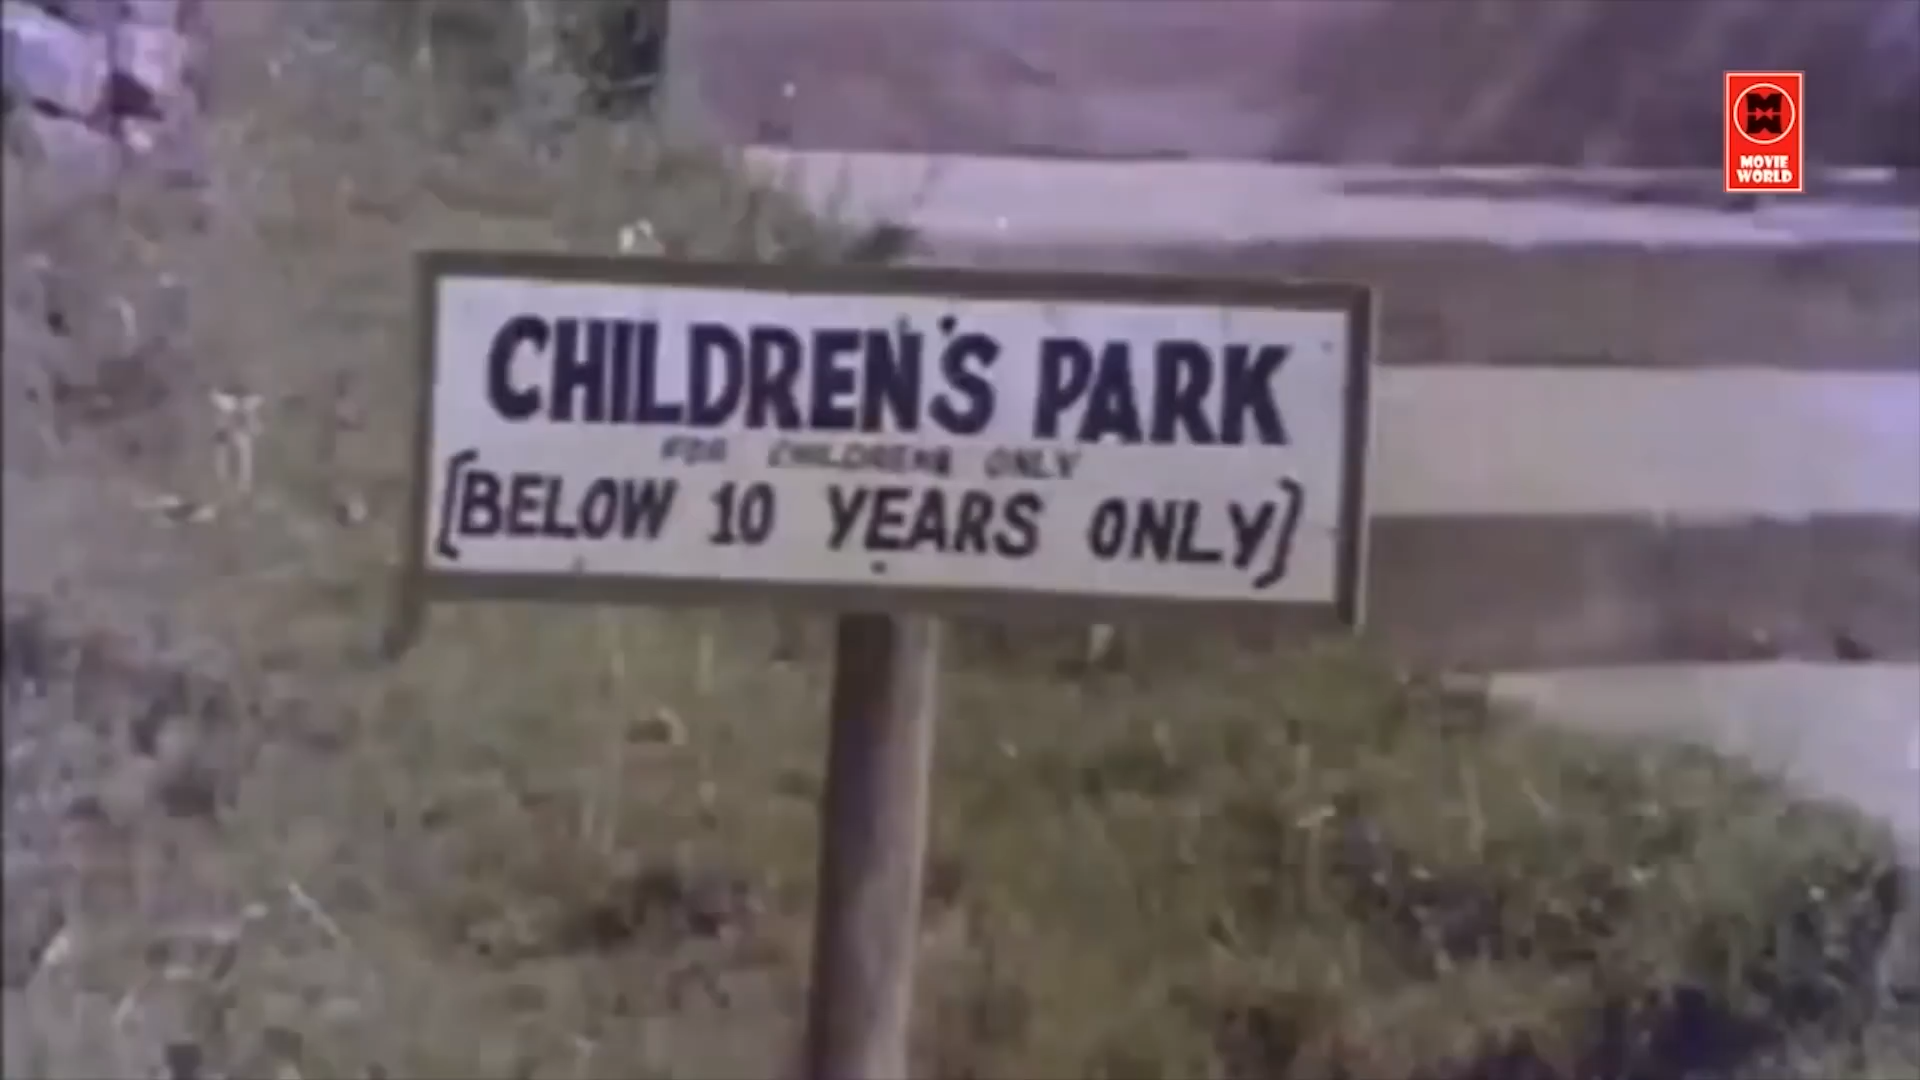 CHILDREN'S PARK
FOR CHILDRENS ONLY
[BELOW 10 YEARS ONLY]
MOVIE
WORLD